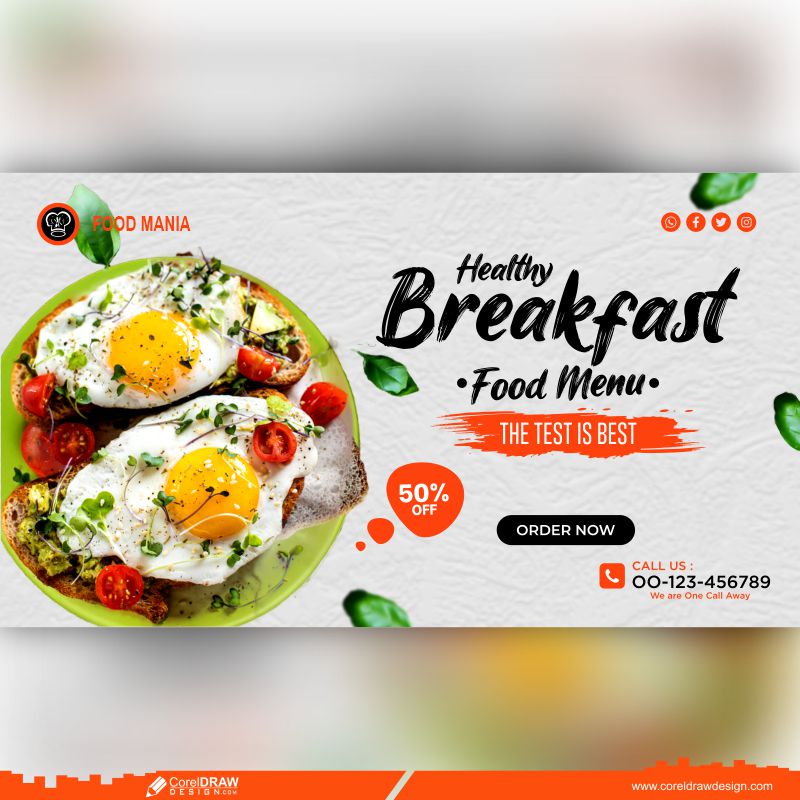 FOOD MANIA
Healthy
Breakfast
•Food Menu•
THE TEST IS BEST
50%
OFF
ORDER NOW
CALL US :
OO-123-456789
We are One Call Away
CorelDRAW
DESIGN.COM
www.coreldrawdesign.com